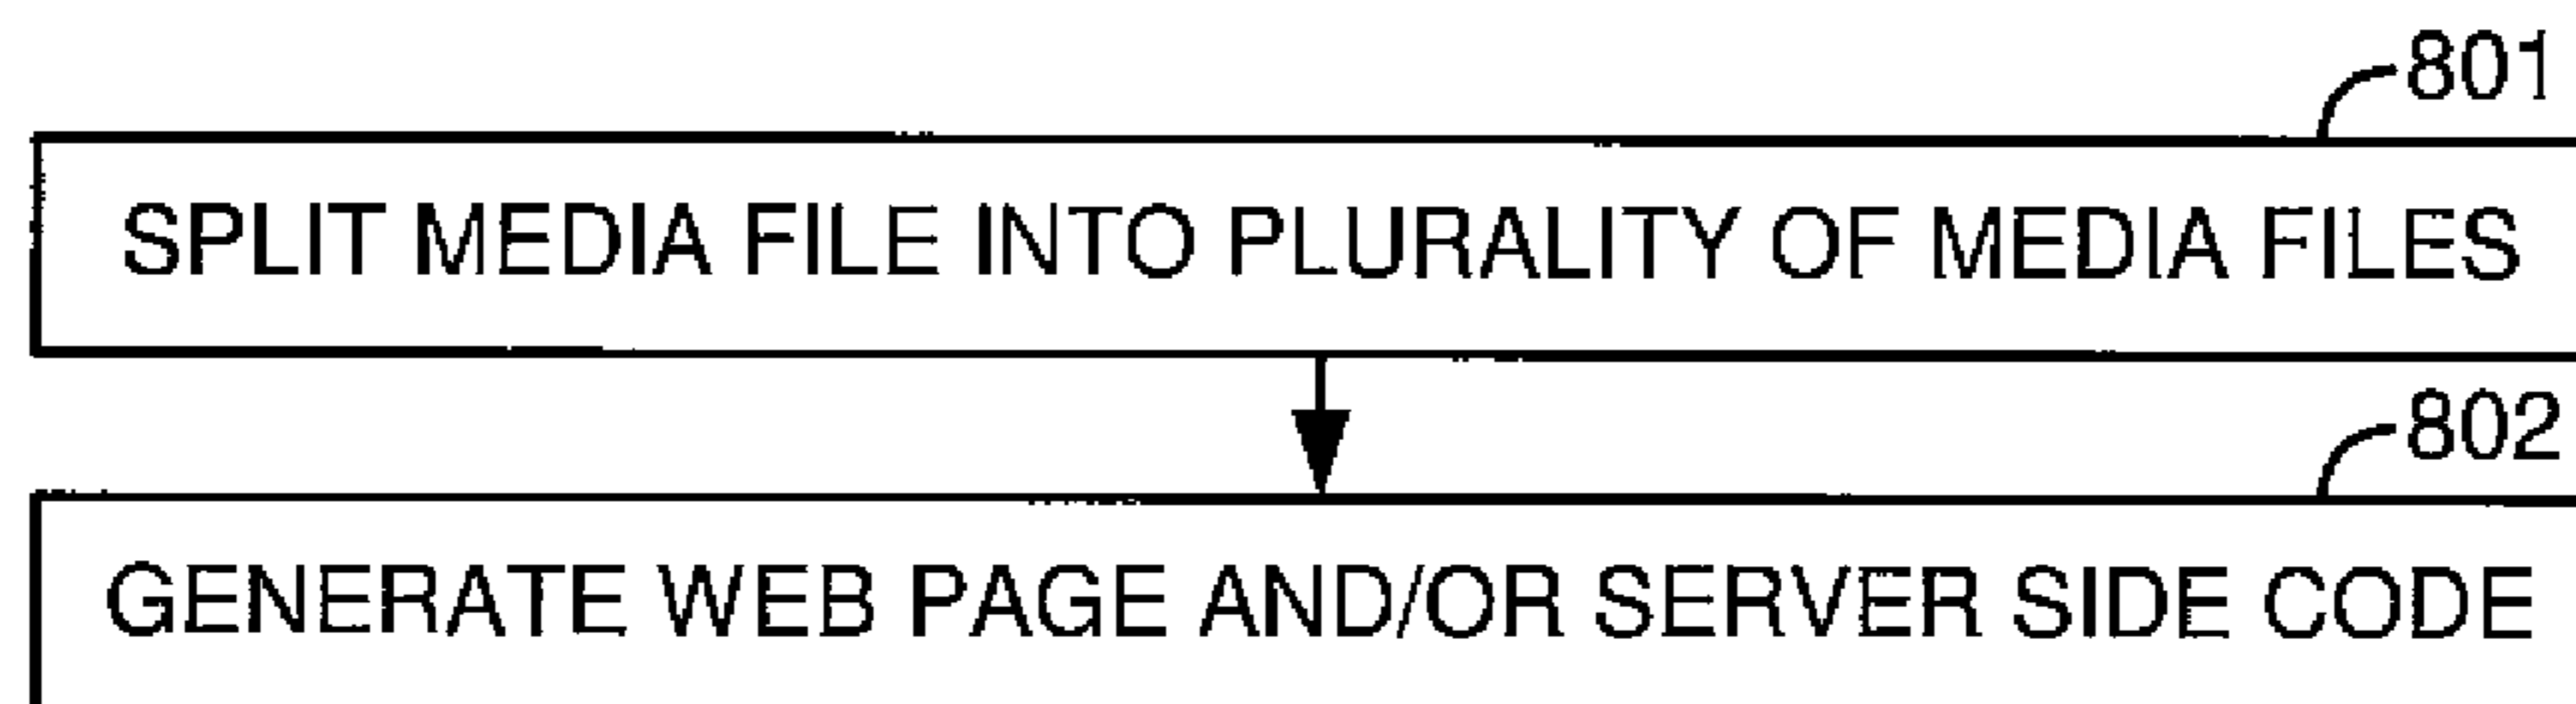 801
SPLIT MEDIA FILE INTO PLURALITY OF MEDIA FILES
802
GENERATE WEB PAGE AND/OR SERVER SIDE CODE